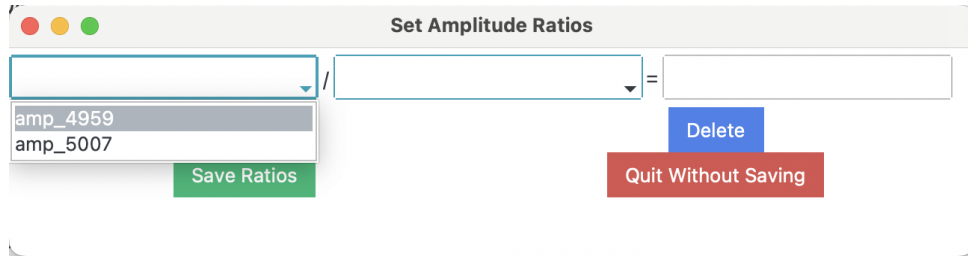 Set Amplitude Ratios
/ =
amp_4959
amp_5007
Delete
Save Ratios
Quit Without Saving